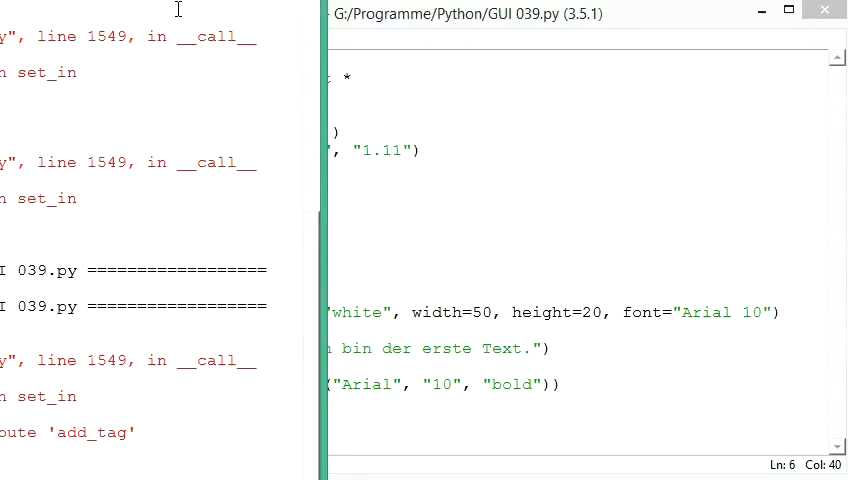 y", line 1549, in __call__
n set_in
y", line 1549, in __call__
n set_in
I 039.py ==================
I 039.py ==================
y", line 1549, in __call__
n set_in
bute 'add_tag'
- G:/Programme/Python/GUI 039.py (3.5.1)
t *
)
", "1.11")
"white", width=50, height=20, font="Arial 10")
h bin der erste Text.")
("Arial", "10", "bold"))
Ln: 6 Col: 40